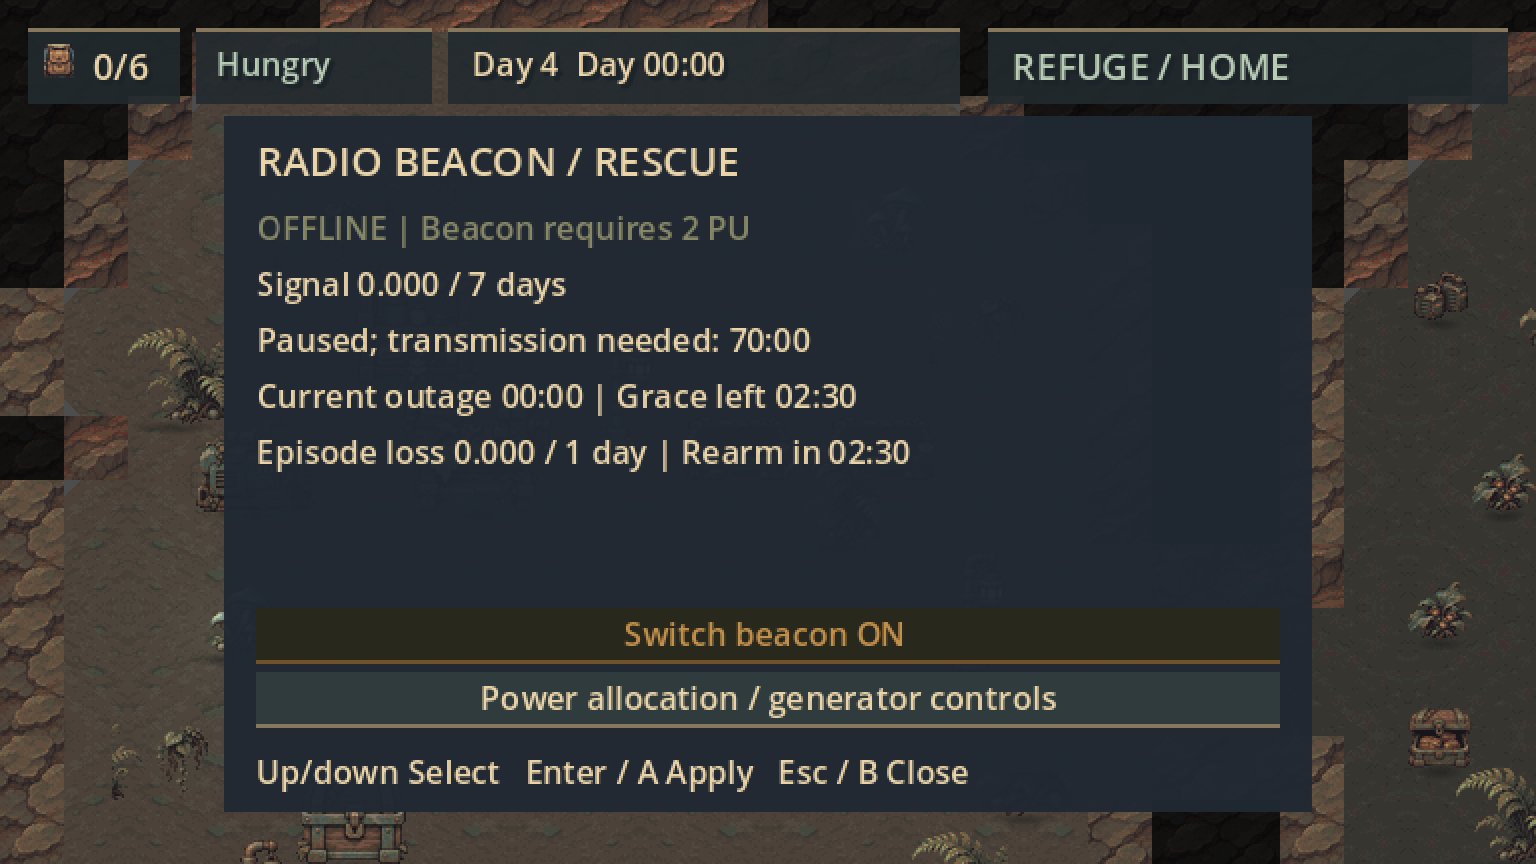 0/6
Hungry
Day 4 Day 00:00
REFUGE / HOME
RADIO BEACON / RESCUE
OFFLINE | Beacon requires 2 PU
Signal 0.000 / 7 days
Paused; transmission needed: 70:00
Current outage 00:00 | Grace left 02:30
Episode loss 0.000 / 1 day | Rearm in 02:30
Switch beacon ON
Power allocation / generator controls
Up/down Select Enter / A Apply Esc / B Close